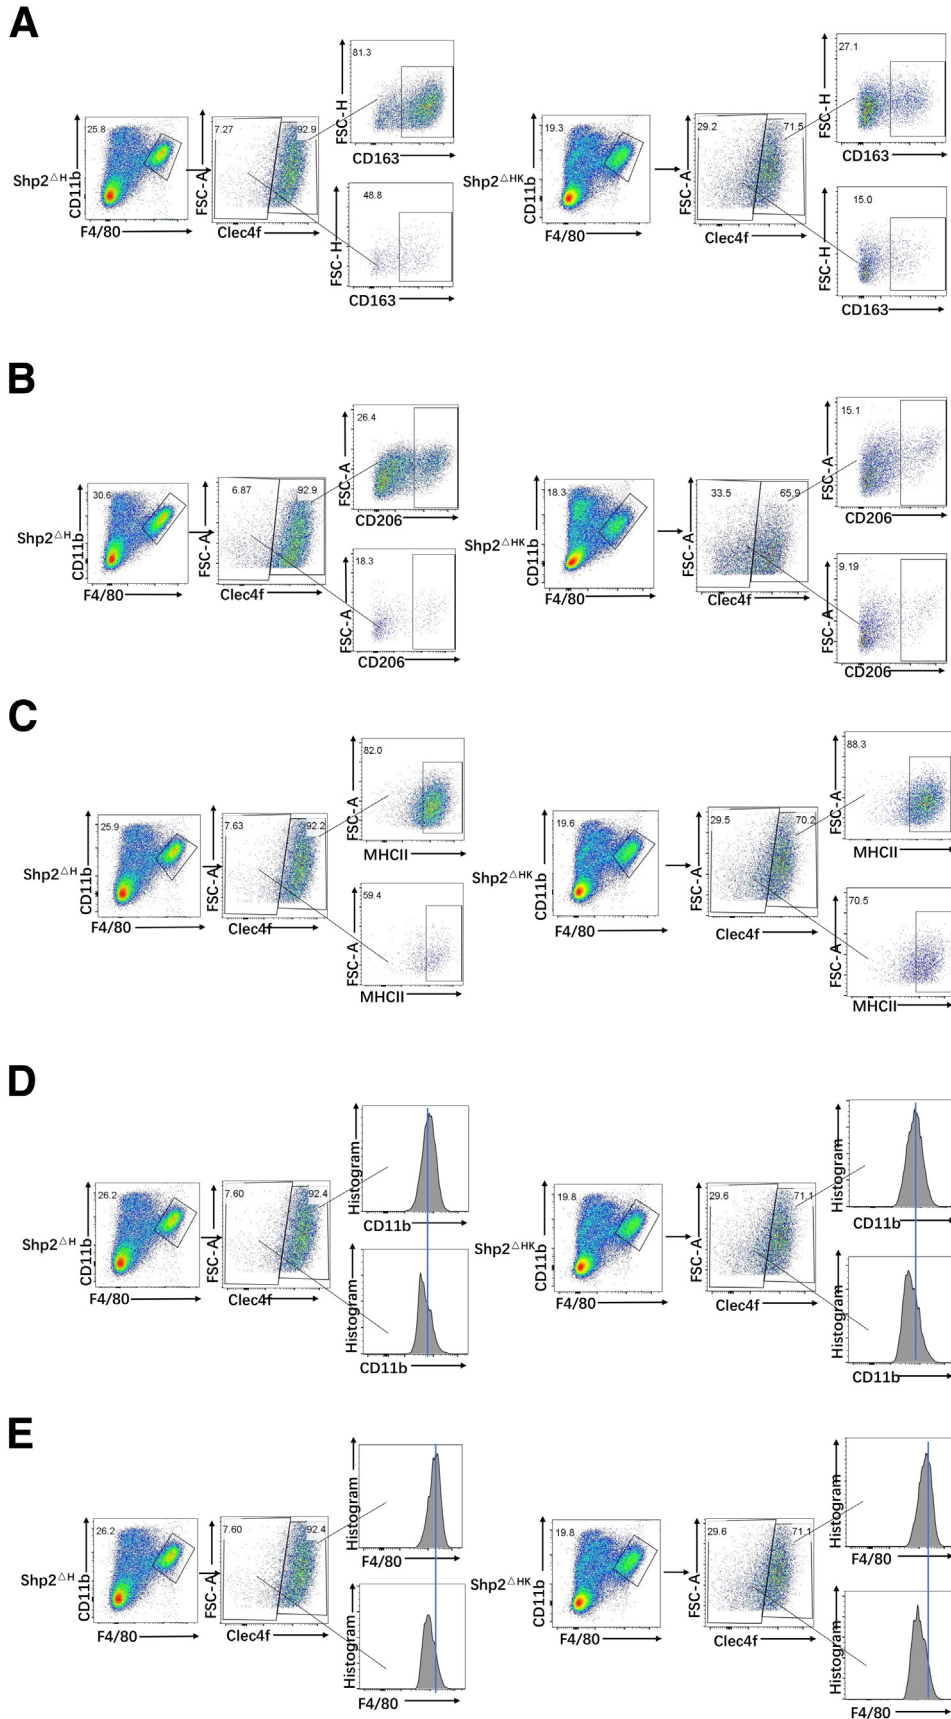 A
81.3
27.1
25.8
7.27
92.9
FSC-H
CD163
19.3
29.2
71.5
FSC-H
CD163
Shp2△H
CD11b
FSC-A
48.8
Shp2△HK
CD11b
FSC-A
15.0
F4/80
Clec4f
FSC-H
CD163
F4/80
Clec4f
FSC-H
CD163
B
26.4
15.1
30.6
6.87
92.9
FSC-A
CD206
18.3
33.5
65.9
FSC-A
CD206
Shp2△H
CD11b
FSC-A
18.3
Shp2△HK
CD11b
FSC-A
9.19
F4/80
Clec4f
FSC-A
CD206
F4/80
Clec4f
FSC-A
CD206
C
82.0
88.3
25.9
7.63
92.2
FSC-A
MHCII
19.6
29.5
70.2
FSC-A
MHCII
Shp2△H
CD11b
FSC-A
59.4
Shp2△HK
CD11b
FSC-A
70.5
F4/80
Clec4f
FSC-A
MHCII
F4/80
Clec4f
FSC-A
MHCII
D
26.2
7.60
92.4
Histogram
CD11b
19.8
29.6
71.1
Histogram
CD11b
Shp2△H
CD11b
FSC-A
Shp2△HK
CD11b
FSC-A
F4/80
Clec4f
Histogram
CD11b
F4/80
Clec4f
Histogram
CD11b
E
26.2
7.60
92.4
Histogram
F4/80
19.8
29.6
71.1
Histogram
F4/80
Shp2△H
CD11b
FSC-A
Shp2△HK
CD11b
FSC-A
F4/80
Clec4f
Histogram
F4/80
F4/80
Clec4f
Histogram
F4/80